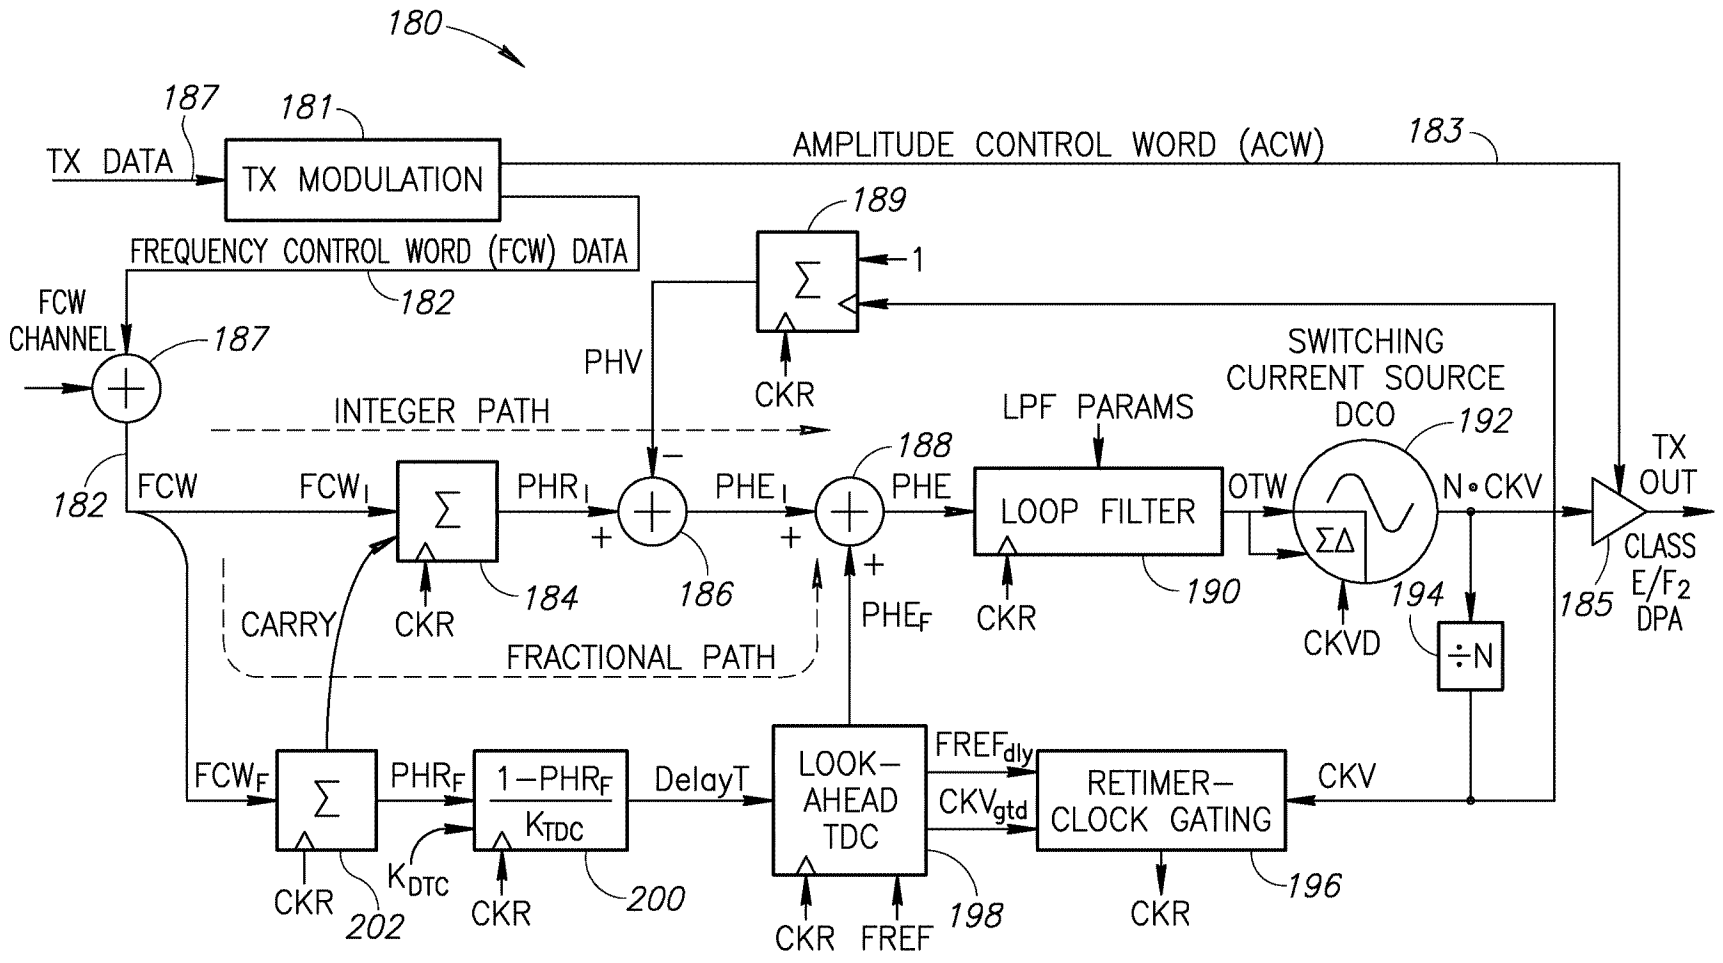 180
187
181
TX DATA
TX MODULATION
AMPLITUDE CONTROL WORD (ACW)
183
189
Σ
1
FREQUENCY CONTROL WORD (FCW) DATA
182
FCW
CHANNEL
187
+
PHV
CKR
SWITCHING
CURRENT SOURCE
DCO
192
INTEGER PATH
LPF PARAMS
188
TX
OUT
182
FCW
FCW_I
Σ
PHR_I
−
+
+
PHE_I
+
+
+
PHE
LOOP FILTER
OTW
ΣΔ
N•CKV
CLASS
E/F2
DPA
185
184
186
190
194
CARRY
CKR
PHE_F
CKR
CKVD
÷N
FRACTIONAL PATH
FCW_F
Σ
PHR_F
1−PHR_F
K_TDC
K_DTC
DelayT
LOOK−
AHEAD
TDC
FREF_dly
CKV_gtd
RETIMER−
CLOCK GATING
CKV
CKR
202
CKR
200
CKR
FREF
198
CKR
196